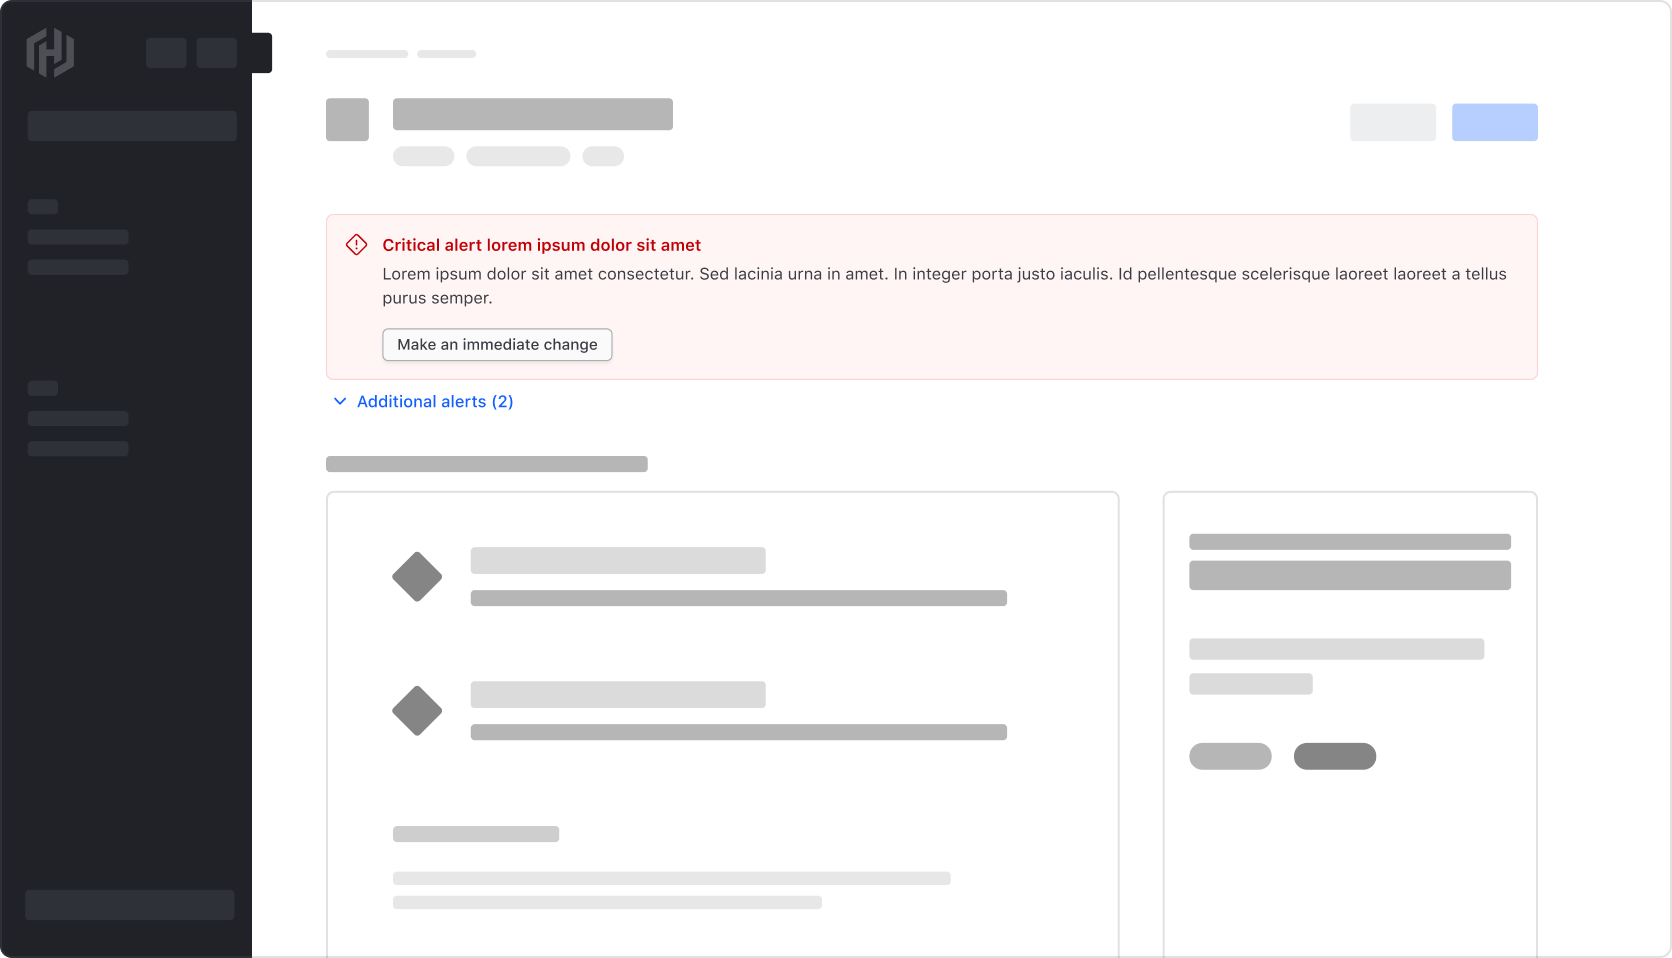 Critical alert lorem ipsum dolor sit amet
Lorem ipsum dolor sit amet consectetur. Sed lacinia urna in amet. In integer porta justo iaculis. Id pellentesque scelerisque laoreet laoreet a tellus
purus semper.
Make an immediate change
Additional alerts (2)